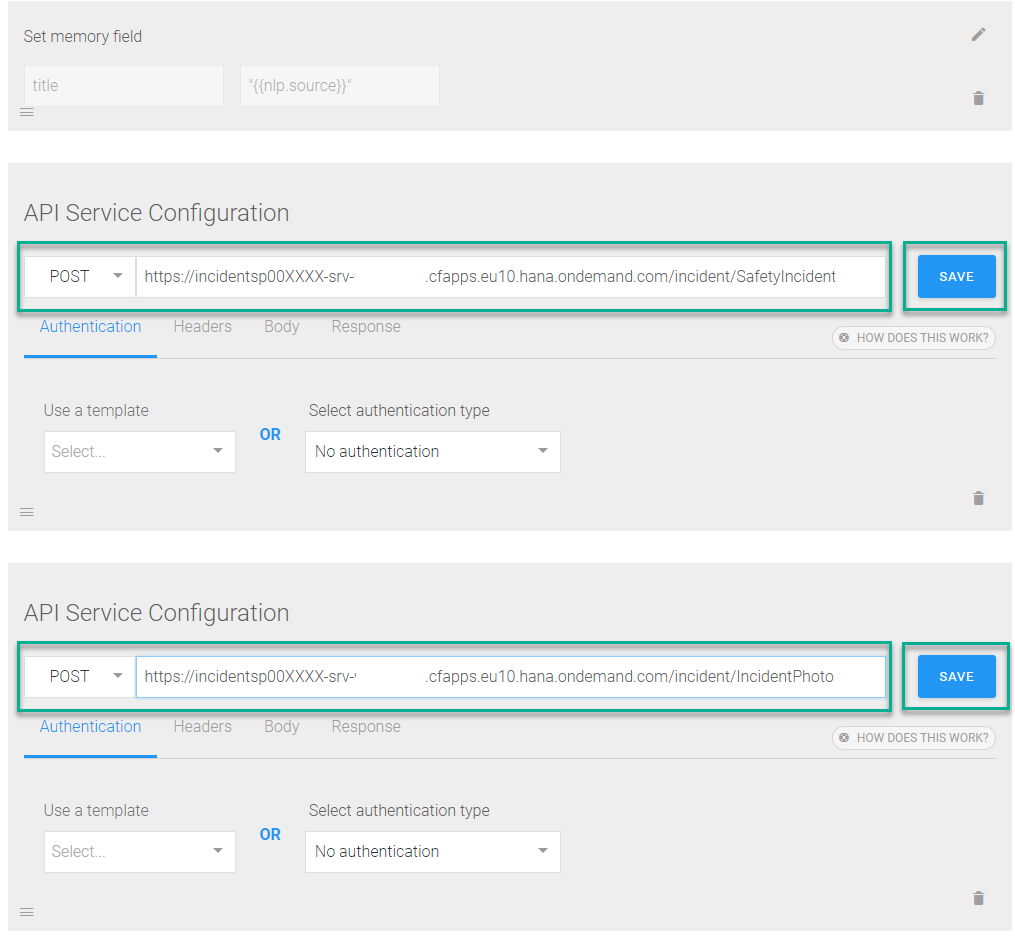 Set memory field
title "{{nlp.source}}"
API Service Configuration
POST https://incidentsp00XXXX-srv- .cfapps.eu10.hana.ondemand.com/incident/SafetyIncident SAVE
Authentication Headers Body Response
HOW DOES THIS WORK?
Use a template Select authentication type
OR
Select... No authentication
API Service Configuration
POST https://incidentsp00XXXX-srv- .cfapps.eu10.hana.ondemand.com/incident/IncidentPhoto SAVE
Authentication Headers Body Response
HOW DOES THIS WORK?
Use a template Select authentication type
OR
Select... No authentication